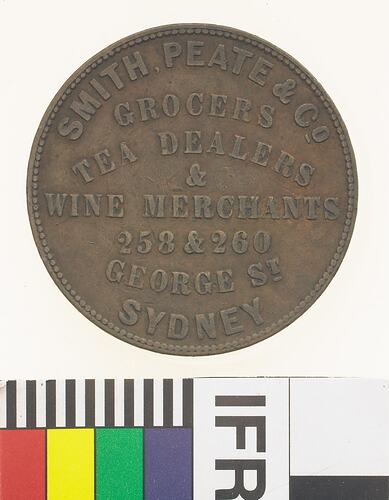 SMITH, PEATE & Co
GROCERS
TEA DEALERS
&
WINE MERCHANTS
258 & 260
GEORGE ST
SYDNEY
IFR